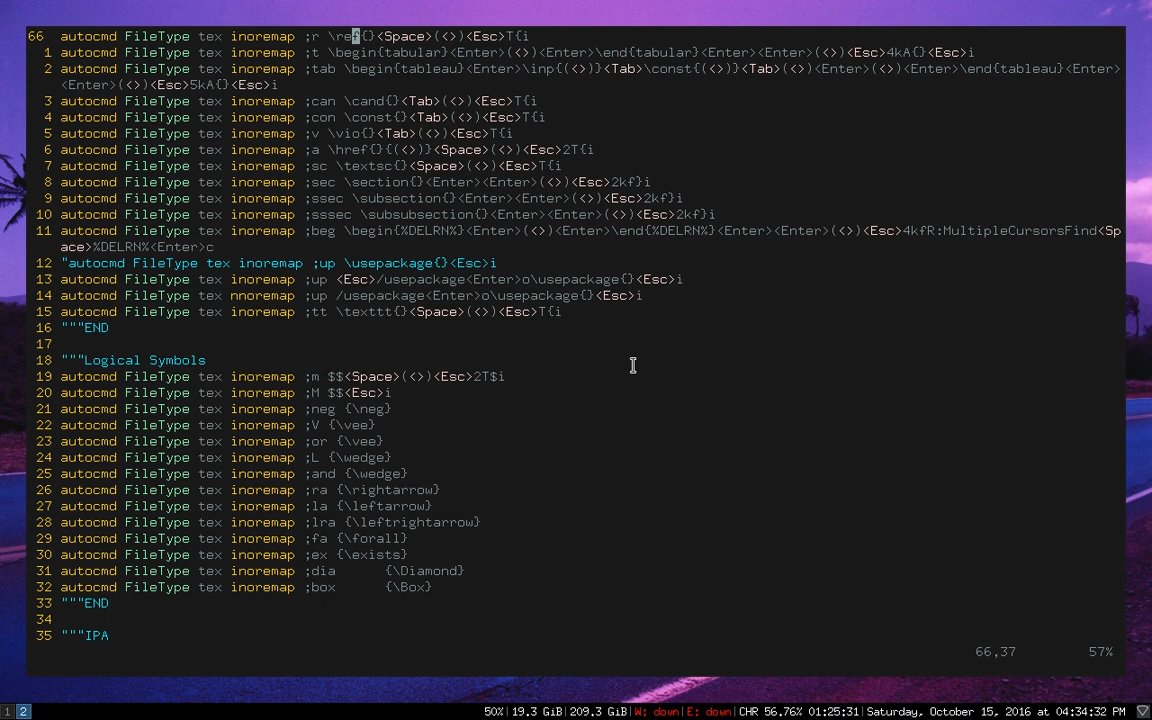 66  autocmd FileType tex inoremap ;r \ref{}<Space>(<>)<Esc>T{i
1 autocmd FileType tex inoremap ;t \begin{tabular}<Enter>(<>)<Enter>\end{tabular}<Enter><Enter>(<>)<Esc>4kA{}<Esc>i
2 autocmd FileType tex inoremap ;tab \begin{tableau}<Enter>\inp{(<>)}<Tab>\const{(<>)}<Tab>(<>)<Enter>(<>)<Enter>\end{tableau}<Enter>
<Enter>(<>)<Esc>5kA{}<Esc>i
3 autocmd FileType tex inoremap ;can \cand{}<Tab>(<>)<Esc>T{i
4 autocmd FileType tex inoremap ;con \const{}<Tab>(<>)<Esc>T{i
5 autocmd FileType tex inoremap ;v \vio{}<Tab>(<>)<Esc>T{i
6 autocmd FileType tex inoremap ;a \href{}{(<>)}<Space>(<>)<Esc>2T{i
7 autocmd FileType tex inoremap ;sc \textsc{}<Space>(<>)<Esc>T{i
8 autocmd FileType tex inoremap ;sec \section{}<Enter><Enter>(<>)<Esc>2kf}i
9 autocmd FileType tex inoremap ;ssec \subsection{}<Enter><Enter>(<>)<Esc>2kf}i
10 autocmd FileType tex inoremap ;sssec \subsubsection{}<Enter><Enter>(<>)<Esc>2kf}i
11 autocmd FileType tex inoremap ;beg \begin{%DELRN%}<Enter>(<>)<Enter>\end{%DELRN%}<Enter><Enter>(<>)<Esc>4kfR:MultipleCursorsFind<Sp
ace>%DELRN%<Enter>c
12 "autocmd FileType tex inoremap ;up \usepackage{}<Esc>i
13 autocmd FileType tex inoremap ;up <Esc>/usepackage<Enter>o\usepackage{}<Esc>i
14 autocmd FileType tex nnoremap ;up /usepackage<Enter>o\usepackage{}<Esc>i
15 autocmd FileType tex inoremap ;tt \texttt{}<Space>(<>)<Esc>T{i
16 """END
17
18 """Logical Symbols
19 autocmd FileType tex inoremap ;m $$<Space>(<>)<Esc>2T$i
20 autocmd FileType tex inoremap ;M $$<Esc>i
21 autocmd FileType tex inoremap ;neg {\neg}
22 autocmd FileType tex inoremap ;V {\vee}
23 autocmd FileType tex inoremap ;or {\vee}
24 autocmd FileType tex inoremap ;L {\wedge}
25 autocmd FileType tex inoremap ;and {\wedge}
26 autocmd FileType tex inoremap ;ra {\rightarrow}
27 autocmd FileType tex inoremap ;la {\leftarrow}
28 autocmd FileType tex inoremap ;lra {\leftrightarrow}
29 autocmd FileType tex inoremap ;fa {\forall}
30 autocmd FileType tex inoremap ;ex {\exists}
31 autocmd FileType tex inoremap ;dia      {\Diamond}
32 autocmd FileType tex inoremap ;box      {\Box}
33 """END
34
35 """IPA
66,37 57%
1 2 50%|19.3 GiB|209.3 GiB|W: down|E: down|CHR 56.76% 01:25:31|Saturday, October 15, 2016 at 04:34:32 PM